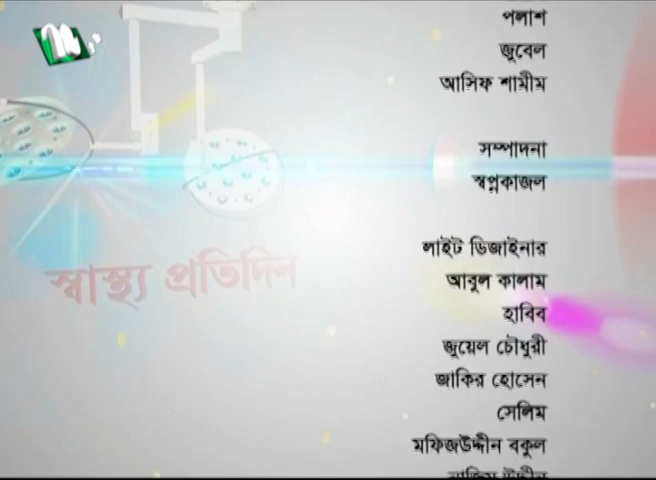 পলাশ
জুবেল
আসিফ শামীম
সম্পাদনা
স্বপ্নকাজল
স্বাস্থ্য প্রতিদিন
লাইট ডিজাইনার
আবুল কালাম
হাবিব
জুয়েল চৌধুরী
জাকির হোসেন
সেলিম
মফিজউদ্দীন বকুল